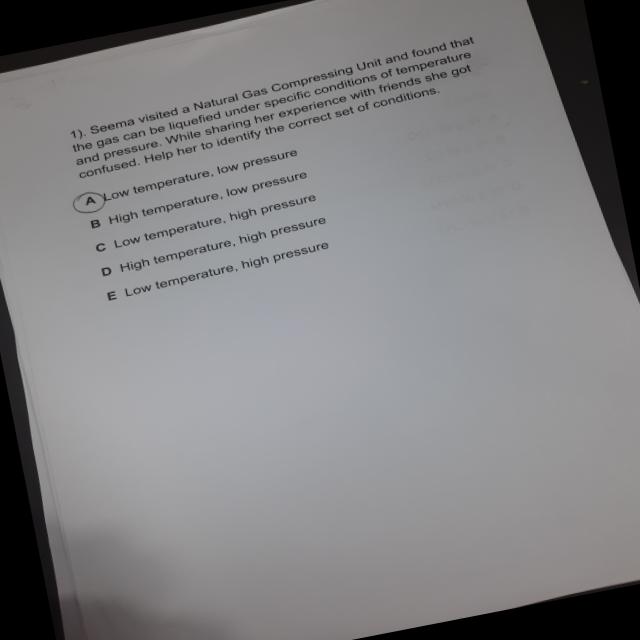 1). Seema visited a Natural Gas Compressing Unit and found that
the gas can be liquefied under specific conditions of temperature
and pressure. While sharing her experience with friends she got
confused. Help her to identify the correct set of conditions.
A Low temperature, low pressure
B High temperature, low pressure
C Low temperature, high pressure
D High temperature, high pressure
E Low temperature, high pressure